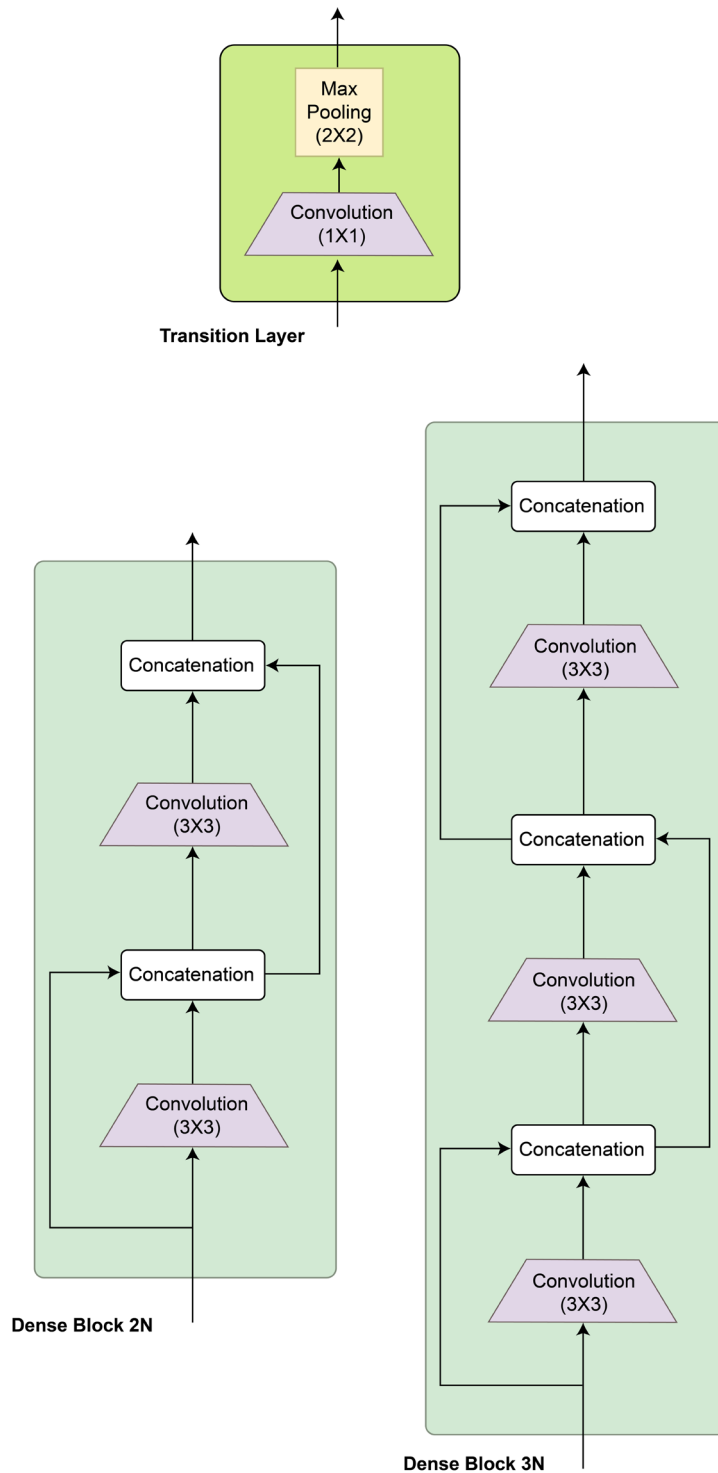 Max
Pooling
(2X2)
Convolution
(1X1)
Transition Layer
Concatenation
Convolution
(3X3)
Concatenation
Convolution
(3X3)
Dense Block 2N
Concatenation
Convolution
(3X3)
Concatenation
Convolution
(3X3)
Concatenation
Convolution
(3X3)
Dense Block 3N